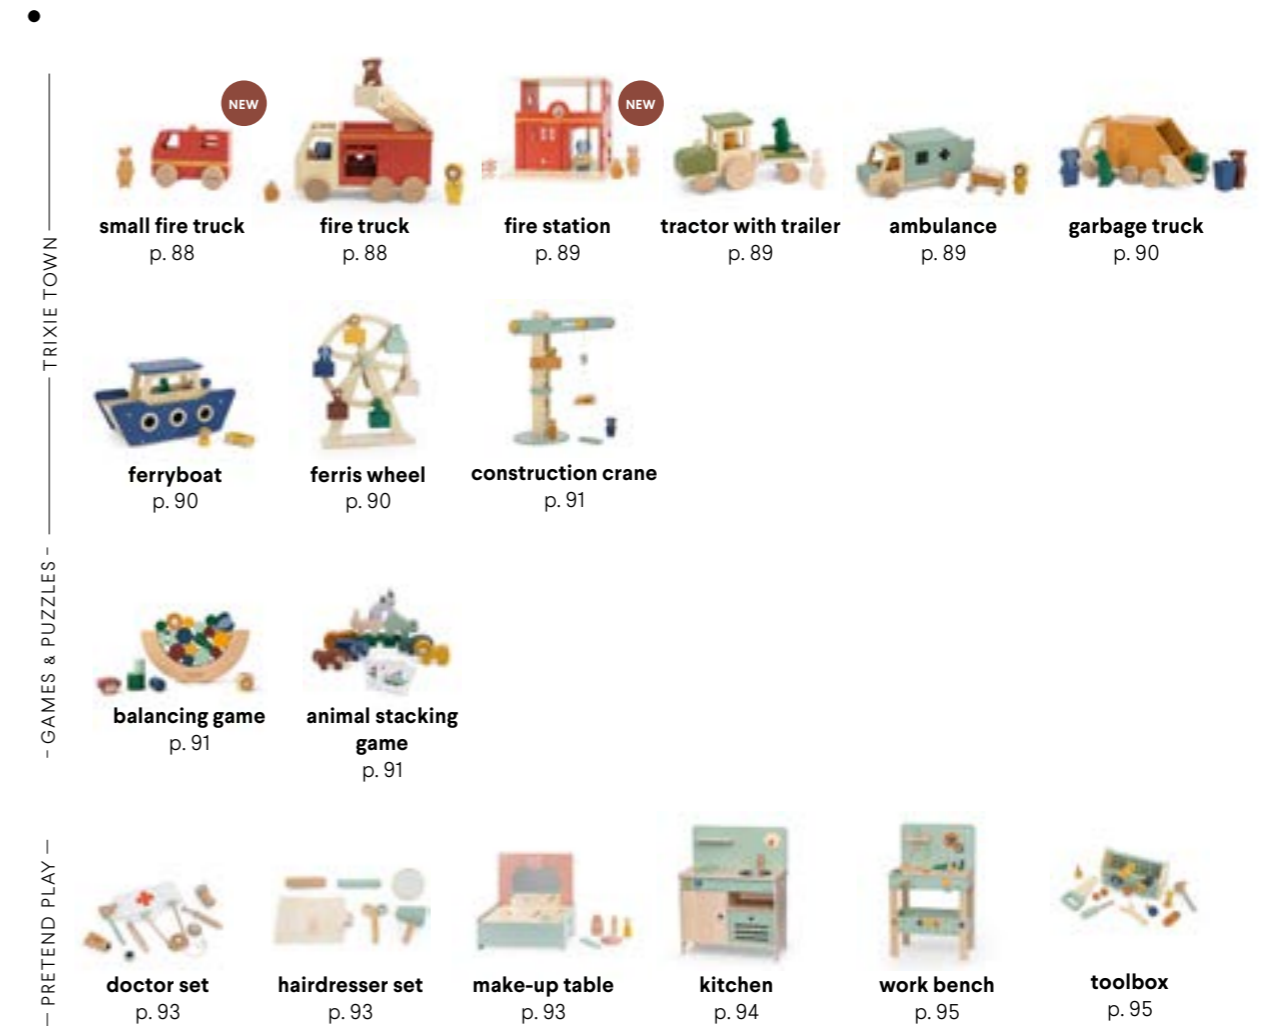 TRIXIE TOWN
NEW
NEW
small fire truck
p. 88
fire truck
p. 88
fire station
p. 89
tractor with trailer
p. 89
ambulance
p. 89
garbage truck
p. 90
ferryboat
p. 90
ferris wheel
p. 90
construction crane
p. 91
- GAMES & PUZZLES -
balancing game
p. 91
animal stacking
game
p. 91
PRETEND PLAY
doctor set
p. 93
hairdresser set
p. 93
make-up table
p. 93
kitchen
p. 94
work bench
p. 95
toolbox
p. 95